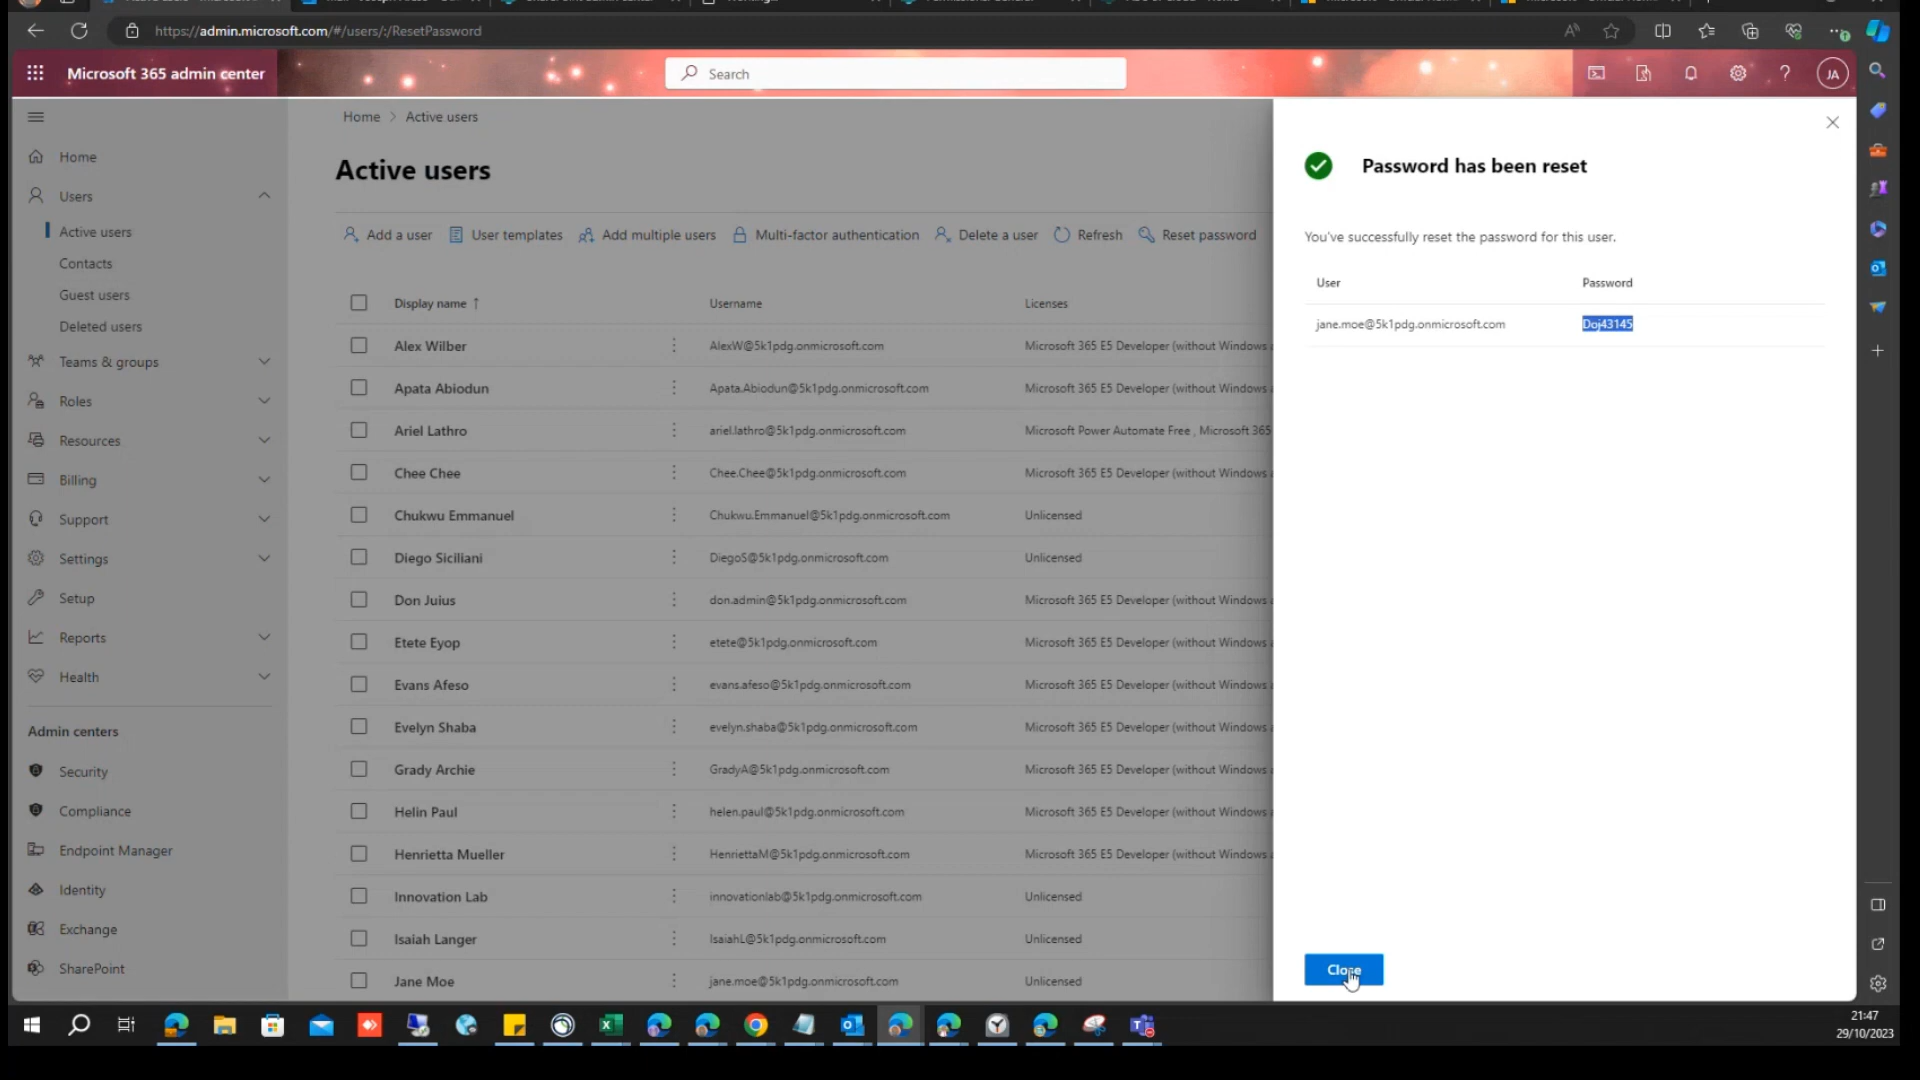 https://admin.microsoft.com/#/users/:/ResetPassword
Microsoft 365 admin center
Search
JA
Home > Active users
Active users
Home
Users
Active users
Contacts
Guest users
Deleted users
Teams & groups
Roles
Resources
Billing
Support
Settings
Setup
Reports
Health
Admin centers
Security
Compliance
Endpoint Manager
Identity
Exchange
SharePoint
Add a user User templates Add multiple users Multi-factor authentication Delete a user Refresh Reset password
Display name ↑ Username Licenses
Alex Wilber AlexW@5k1pdg.onmicrosoft.com Microsoft 365 E5 Developer (without Windows
Apata Abiodun Apata.Abiodun@5k1pdg.onmicrosoft.com Microsoft 365 E5 Developer (without Windows
Ariel Lathro ariel.lathro@5k1pdg.onmicrosoft.com Microsoft Power Automate Free , Microsoft 365
Chee Chee Chee.Chee@5k1pdg.onmicrosoft.com Microsoft 365 E5 Developer (without Windows
Chukwu Emmanuel Chukwu.Emmanuel@5k1pdg.onmicrosoft.com Unlicensed
Diego Siciliani DiegoS@5k1pdg.onmicrosoft.com Unlicensed
Don Juius don.admin@5k1pdg.onmicrosoft.com Microsoft 365 E5 Developer (without Windows
Etete Eyop etete@5k1pdg.onmicrosoft.com Microsoft 365 E5 Developer (without Windows
Evans Afeso evans.afeso@5k1pdg.onmicrosoft.com Microsoft 365 E5 Developer (without Windows
Evelyn Shaba evelyn.shaba@5k1pdg.onmicrosoft.com Microsoft 365 E5 Developer (without Windows
Grady Archie GradyA@5k1pdg.onmicrosoft.com Microsoft 365 E5 Developer (without Windows
Helin Paul helen.paul@5k1pdg.onmicrosoft.com Microsoft 365 E5 Developer (without Windows
Henrietta Mueller HenriettaM@5k1pdg.onmicrosoft.com Microsoft 365 E5 Developer (without Windows
Innovation Lab innovationlab@5k1pdg.onmicrosoft.com Unlicensed
Isaiah Langer IsaiahL@5k1pdg.onmicrosoft.com Unlicensed
Jane Moe jane.moe@5k1pdg.onmicrosoft.com Unlicensed
Password has been reset
You've successfully reset the password for this user.
User Password
jane.moe@5k1pdg.onmicrosoft.com Doj43145
Close
21:47
29/10/2023